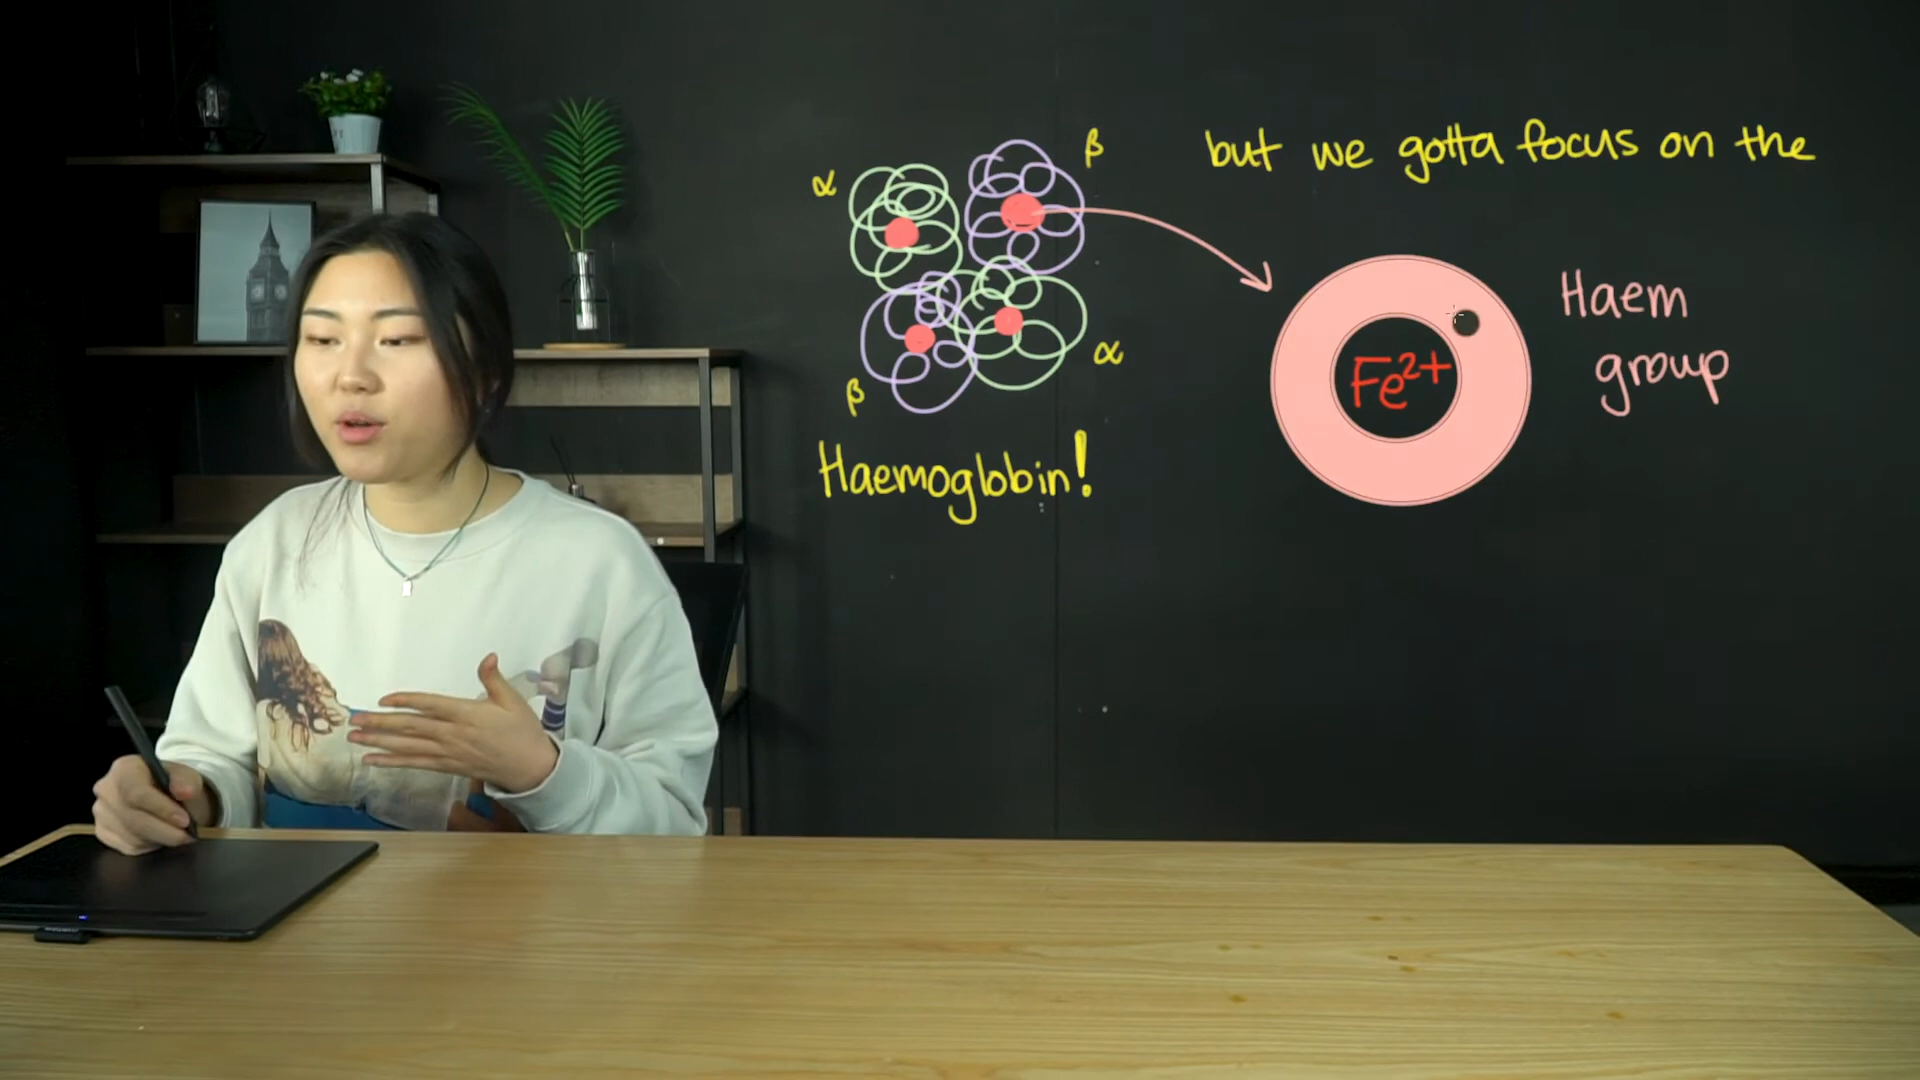 α
β
α
β
Haemoglobin!
but we gotta focus on the
Fe²⁺
Haem
group